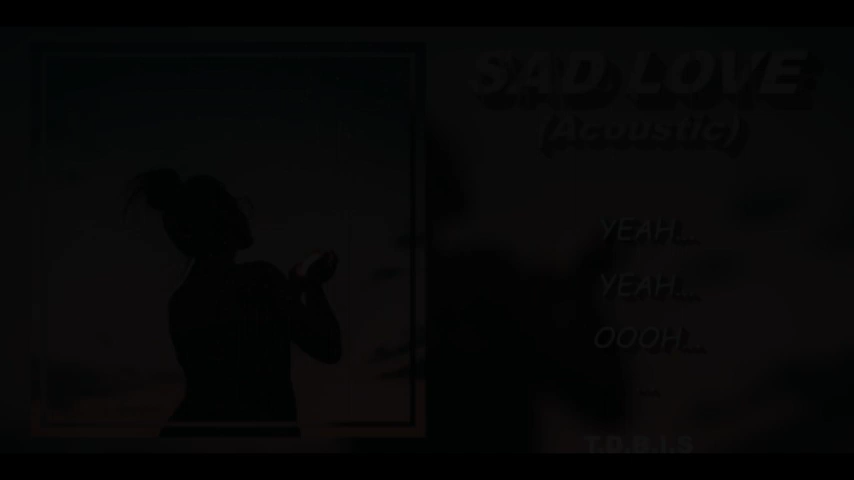 SAD LOVE
(Acoustic)
YEAH...
YEAH...
OOOH...
...
T.D.B.I.S